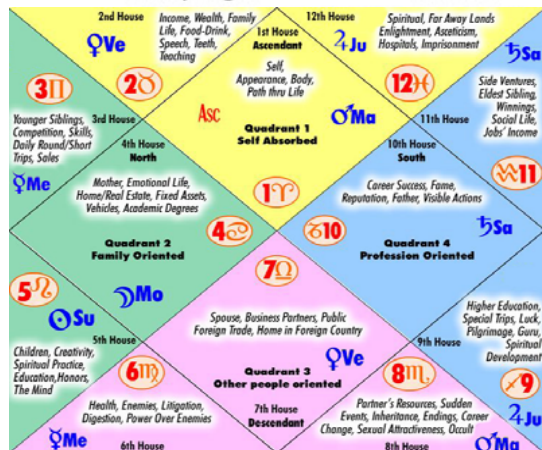 2nd House
Income, Wealth, Family
Life, Food-Drink,
Speech, Teeth,
Teaching
♀Ve
2♉
1st House
Ascendant
Self,
Appearance, Body,
Path thru Life
Asc
♂Ma
Quadrant 1
Self Absorbed
1♈
12th House
Spiritual, Far Away Lands
Enlightment, Asceticism,
Hospitals, Imprisonment
♃Ju
12♓
♄Sa
Side Ventures,
Eldest Sibling,
Winnings,
Social Life,
Jobs' Income
11th House
♒11
3♊
3rd House
Younger Siblings,
Competition, Skills,
Daily Round/Short
Trips, Sales
☿Me
4th House
North
Mother, Emotional Life,
Home/Real Estate, Fixed Assets,
Vehicles, Academic Degrees
4♋
Quadrant 2
Family Oriented
☽Mo
10th House
South
Career Success, Fame,
Reputation, Father, Visible Actions
♑10
♄Sa
Quadrant 4
Profession Oriented
5♌
☉Su
5th House
Children, Creativity,
Spiritual Practice,
Education,Honors,
The Mind
7♎
Spouse, Business Partners, Public
Foreign Trade, Home in Foreign Country
♀Ve
Quadrant 3
Other people oriented
7th House
Descendant
Higher Education,
Special Trips, Luck,
Pilgrimage, Guru,
Spiritual
Development
9th House
♐9
♃Ju
6♍
Health, Enemies, Litigation,
Digestion, Power Over Enemies
☿Me
6th House
8♏
Partner's Resources, Sudden
Events, Inheritance, Endings, Career
Change, Sexual Attractiveness, Occult
♂Ma
8th House